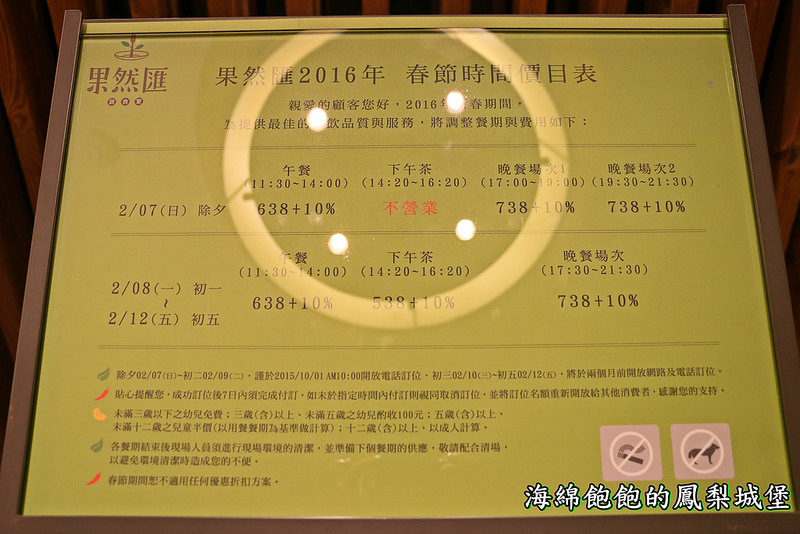 果然匯
蔬食宴
果然匯2016年 春節時間價目表
親愛的顧客您好，2016年新春期間，
為提供最佳的餐飲品質與服務，將調整餐期與費用如下：
午餐 下午茶 晚餐場次1 晚餐場次2
(11:30~14:00) (14:20~16:20) (17:00~19:00) (19:30~21:30)
2/07(日) 除夕 638+10% 不營業 738+10% 738+10%
午餐 下午茶 晚餐場次
(11:30~14:00) (14:20~16:20) (17:30~21:30)
2/08(一) 初一
~ 638+10% 538+10% 738+10%
2/12(五) 初五
除夕02/07(日)~初二02/09(二)，謹於2015/10/01 AM10:00開放電話訂位，初三02/10(三)~初五02/12(五)，將於兩個月前開放網路及電話訂位。
貼心提醒您，成功訂位後7日內須完成付訂，如未於指定時間內付訂則視同取消訂位，並將訂位名額重新開放給其他消費者，感謝您的支持。
未滿三歲以下之幼兒免費；三歲(含)以上、未滿五歲之幼兒酌收100元；五歲(含)以上、
未滿十二歲之兒童半價(以用餐餐期為基準做計算)；十二歲(含)以上，以成人計算。
各餐期結束後現場人員須進行現場環境的清潔，並準備下個餐期的供應，敬請配合清場，
以避免環境清潔時造成您的不便。
春節期間恕不適用任何優惠折扣方案。
海綿飽飽的鳳梨城堡